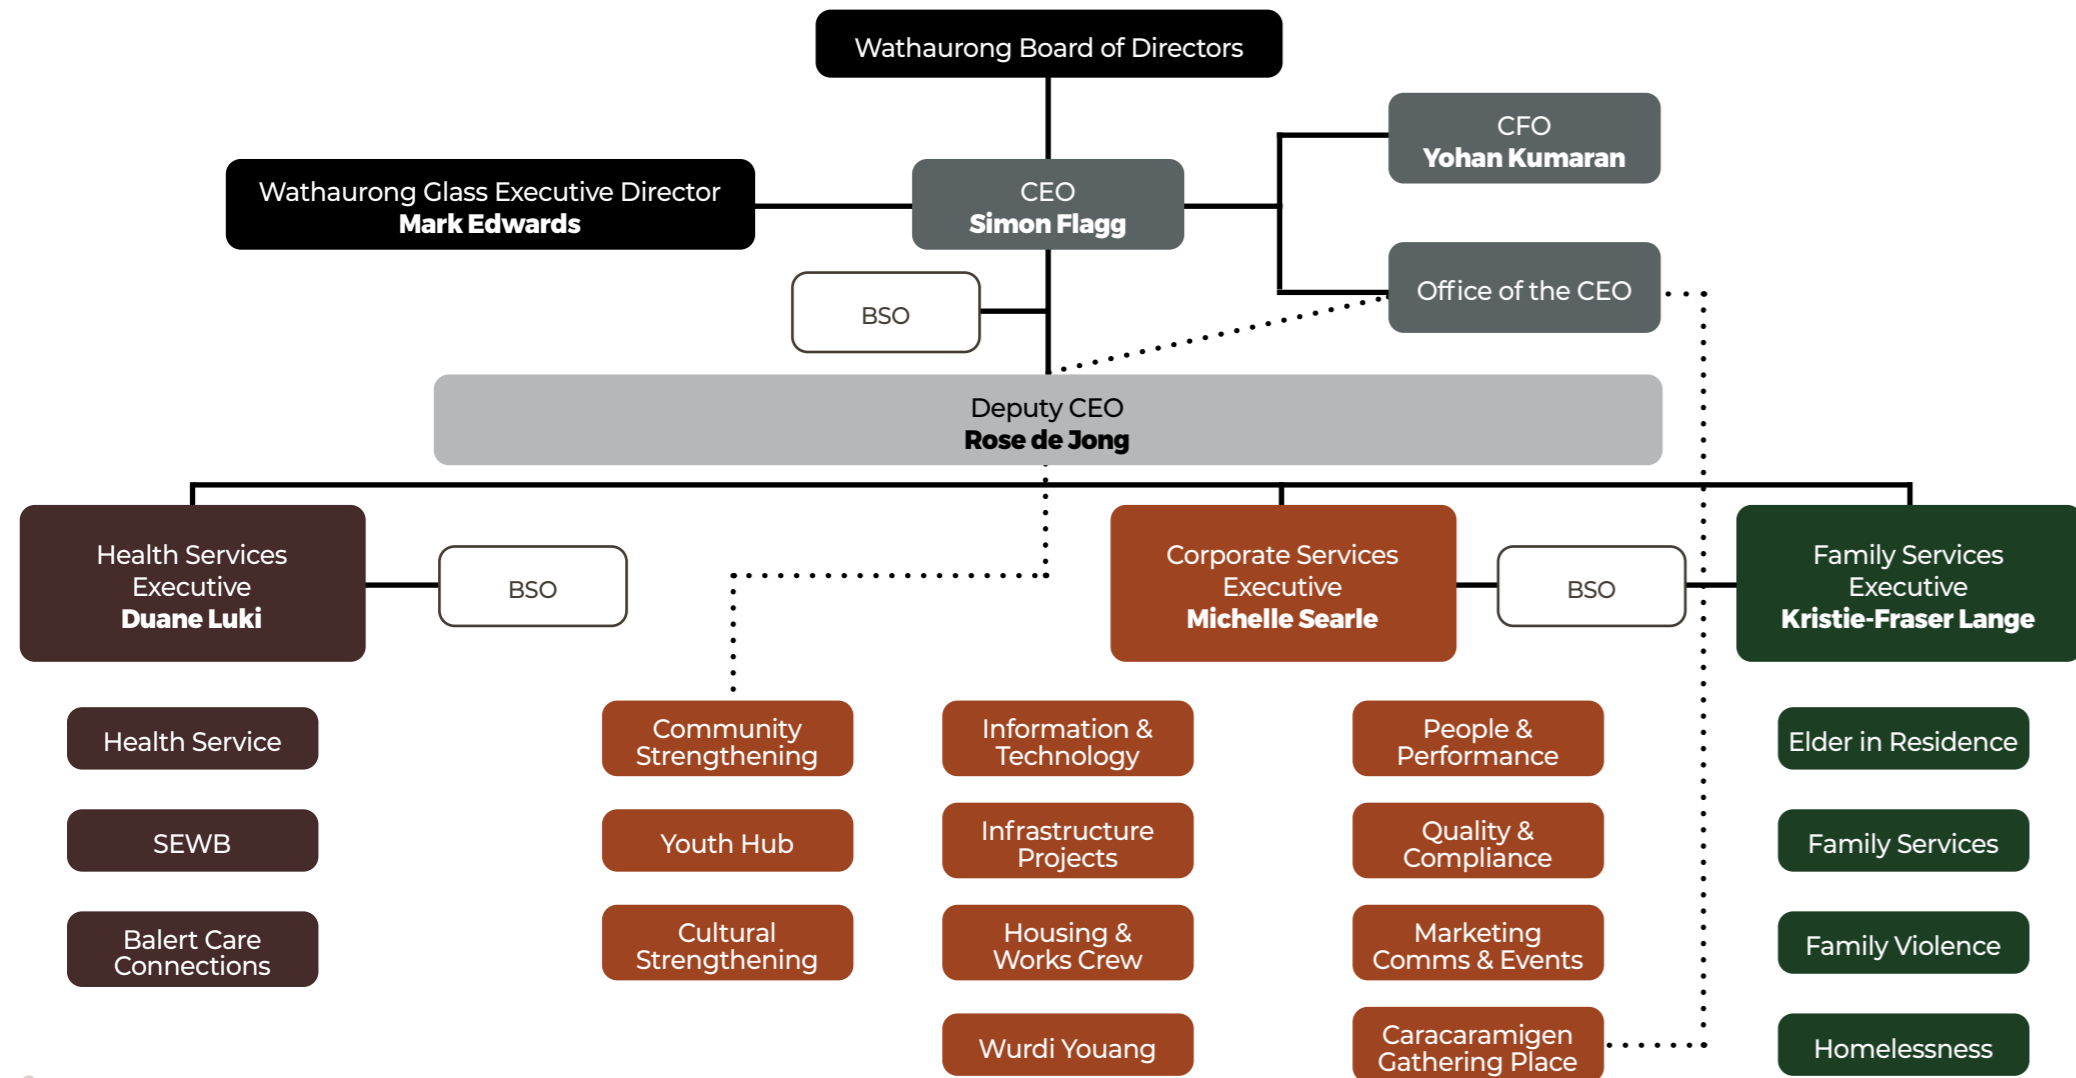 Wathaurong Board of Directors
CFO
Yohan Kumaran
Wathaurong Glass Executive Director
Mark Edwards
CEO
Simon Flagg
Office of the CEO
BSO
Deputy CEO
Rose de Jong
Health Services
Executive
Duane Luki
BSO
Corporate Services
Executive
Michelle Searle
BSO
Family Services
Executive
Kristie-Fraser Lange
Health Service
SEWB
Balert Care
Connections
Community
Strengthening
Youth Hub
Cultural
Strengthening
Information &
Technology
Infrastructure
Projects
Housing &
Works Crew
Wurdi Youang
People &
Performance
Quality &
Compliance
Marketing
Comms & Events
Caracaramigen
Gathering Place
Elder in Residence
Family Services
Family Violence
Homelessness